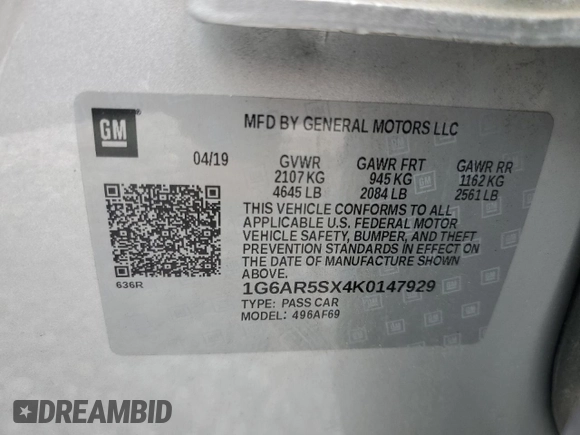 GM
MFD BY GENERAL MOTORS LLC
04/19 GVWR GAWR FRT GAWR RR
2107 KG 945 KG 1162 KG
4645 LB 2084 LB 2561 LB
THIS VEHICLE CONFORMS TO ALL
APPLICABLE U.S. FEDERAL MOTOR
VEHICLE SAFETY, BUMPER, AND THEFT
PREVENTION STANDARDS IN EFFECT ON
THE DATE OF MANUFACTURE SHOWN
ABOVE.
636R
1G6AR5SX4K0147929
TYPE: PASS CAR
MODEL: 496AF69
DREAMBID